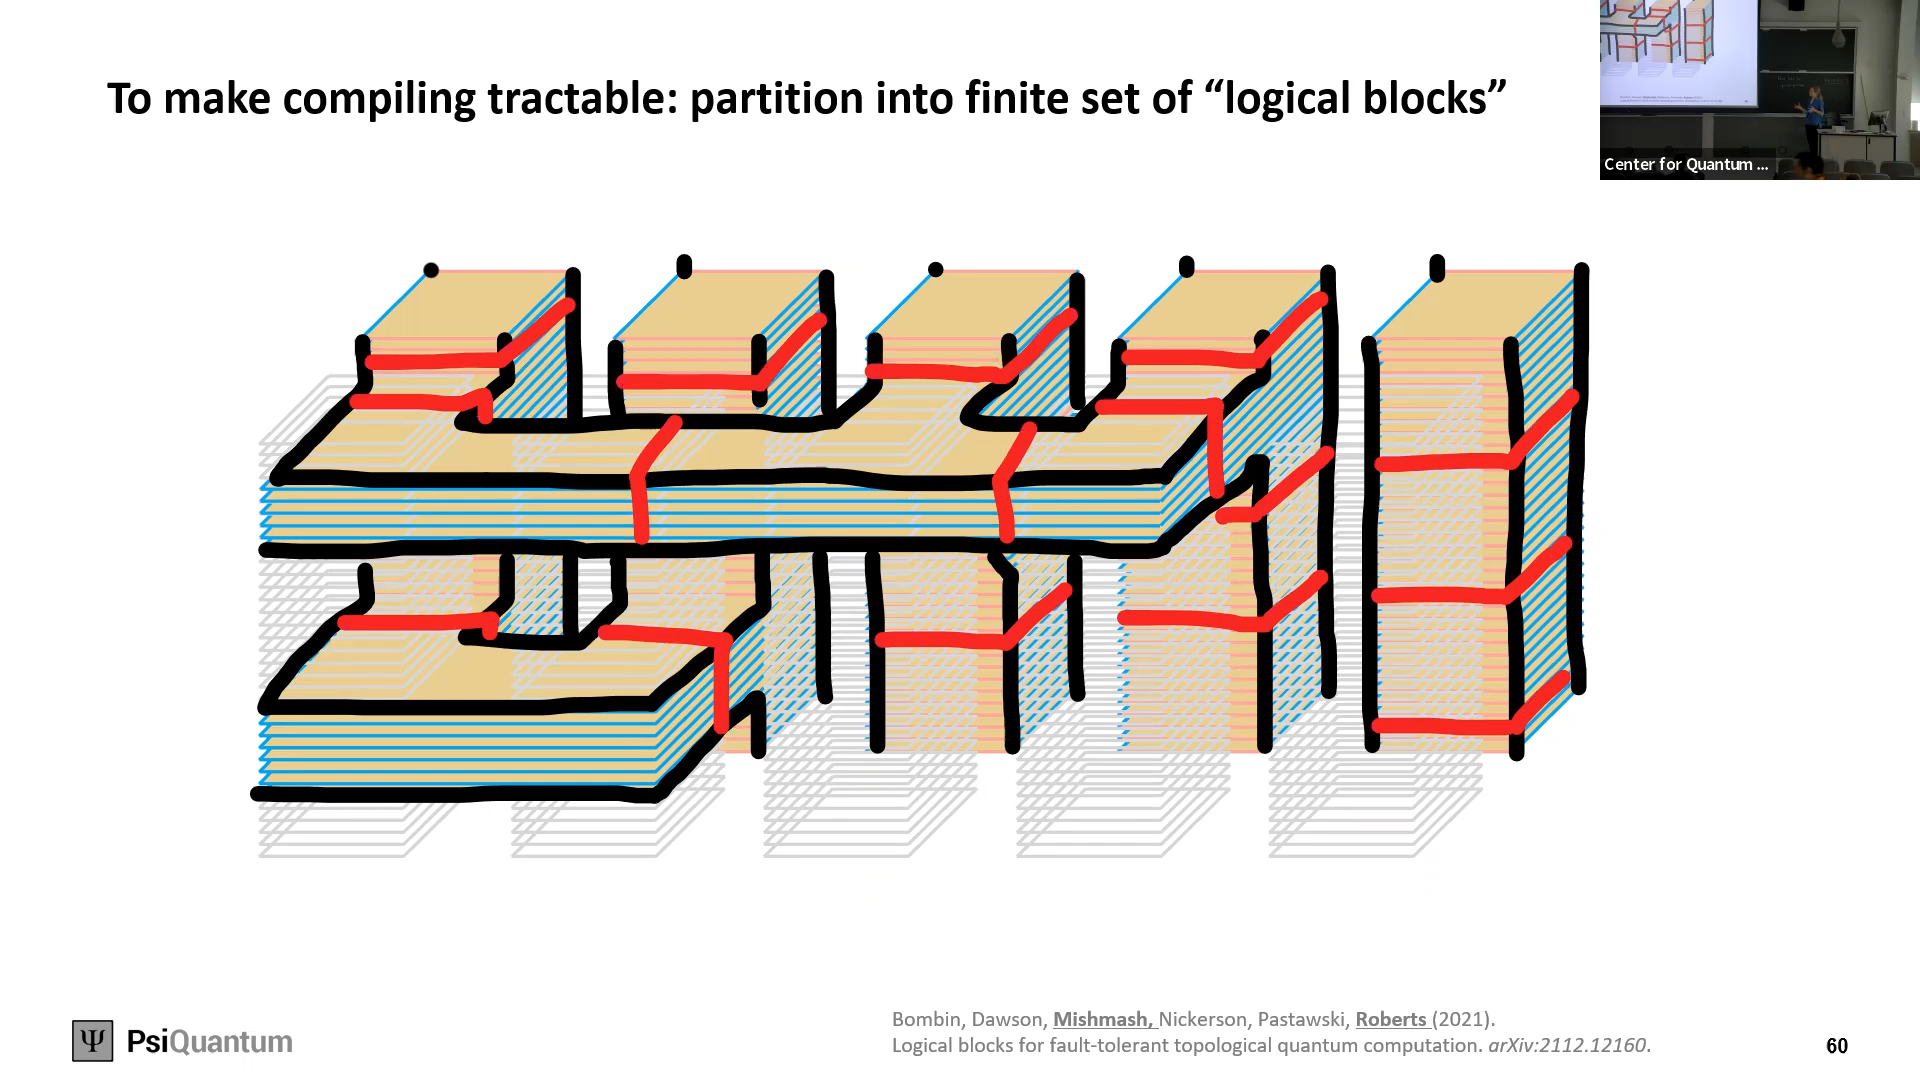 To make compiling tractable: partition into finite set of “logical blocks”
Center for Quantum ...
Ψ PsiQuantum
Bombin, Dawson, Mishmash, Nickerson, Pastawski, Roberts (2021).
Logical blocks for fault-tolerant topological quantum computation. arXiv:2112.12160.
60